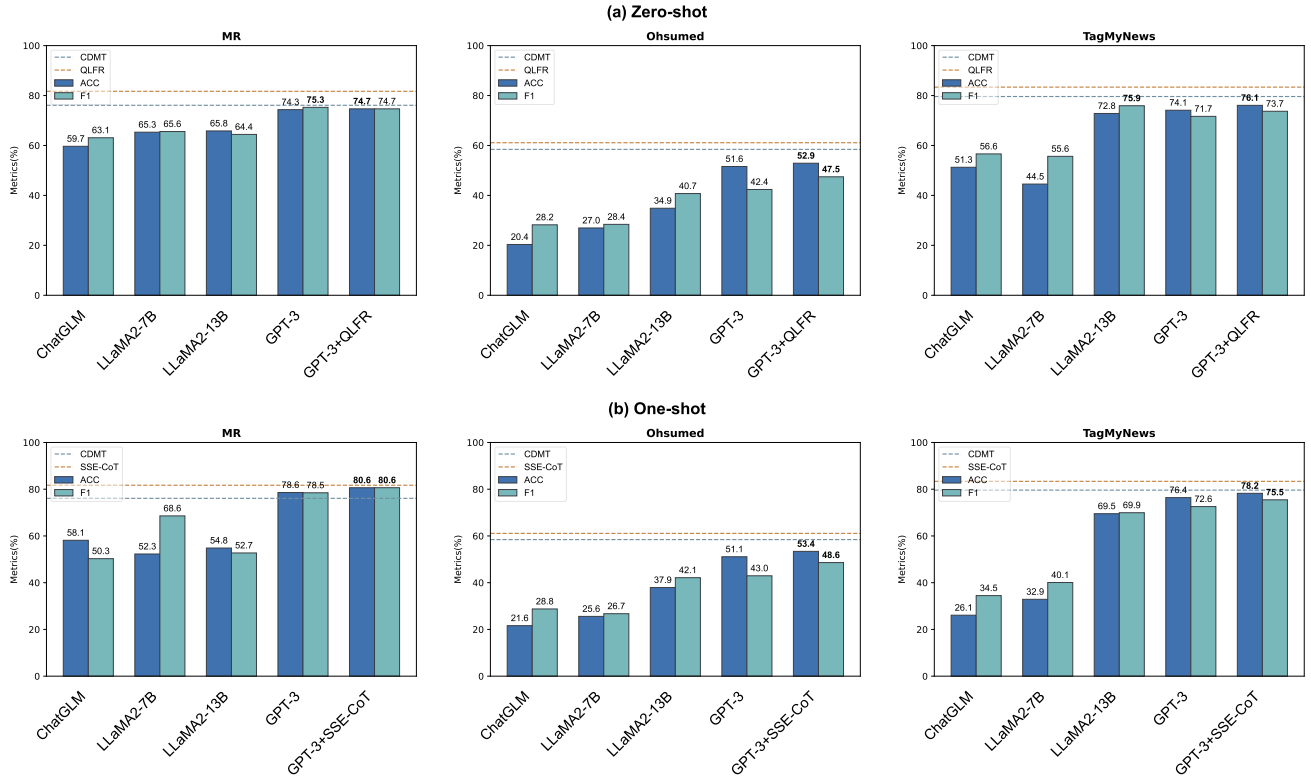 (a) Zero-shot
MR
Metrics(%)
100
80
60
40
20
0
CDMT
QLFR
ACC
F1
59.7 63.1 65.3 65.6 65.8 64.4 74.3 75.3 74.7 74.7
ChatGLM
LLaMA2-7B
LLaMA2-13B
GPT-3
GPT-3+QLFR
Ohsumed
Metrics(%)
100
80
60
40
20
0
CDMT
QLFR
ACC
F1
20.4 28.2 27.0 28.4 34.9 40.7 51.6 42.4 52.9 47.5
ChatGLM
LLaMA2-7B
LLaMA2-13B
GPT-3
GPT-3+QLFR
TagMyNews
Metrics(%)
100
80
60
40
20
0
CDMT
QLFR
ACC
F1
51.3 56.6 44.5 55.6 72.8 75.9 74.1 71.7 76.1 73.7
ChatGLM
LLaMA2-7B
LLaMA2-13B
GPT-3
GPT-3+QLFR
(b) One-shot
MR
Metrics(%)
100
80
60
40
20
0
CDMT
SSE-CoT
ACC
F1
58.1 50.3 52.3 68.6 54.8 52.7 78.6 78.5 80.6 80.6
ChatGLM
LLaMA2-7B
LLaMA2-13B
GPT-3
GPT-3+SSE-CoT
Ohsumed
Metrics(%)
100
80
60
40
20
0
CDMT
SSE-CoT
ACC
F1
21.6 28.8 25.6 26.7 37.9 42.1 51.1 43.0 53.4 48.6
ChatGLM
LLaMA2-7B
LLaMA2-13B
GPT-3
GPT-3+SSE-CoT
TagMyNews
Metrics(%)
100
80
60
40
20
0
CDMT
SSE-CoT
ACC
F1
26.1 34.5 32.9 40.1 69.5 69.9 76.4 72.6 78.2 75.5
ChatGLM
LLaMA2-7B
LLaMA2-13B
GPT-3
GPT-3+SSE-CoT